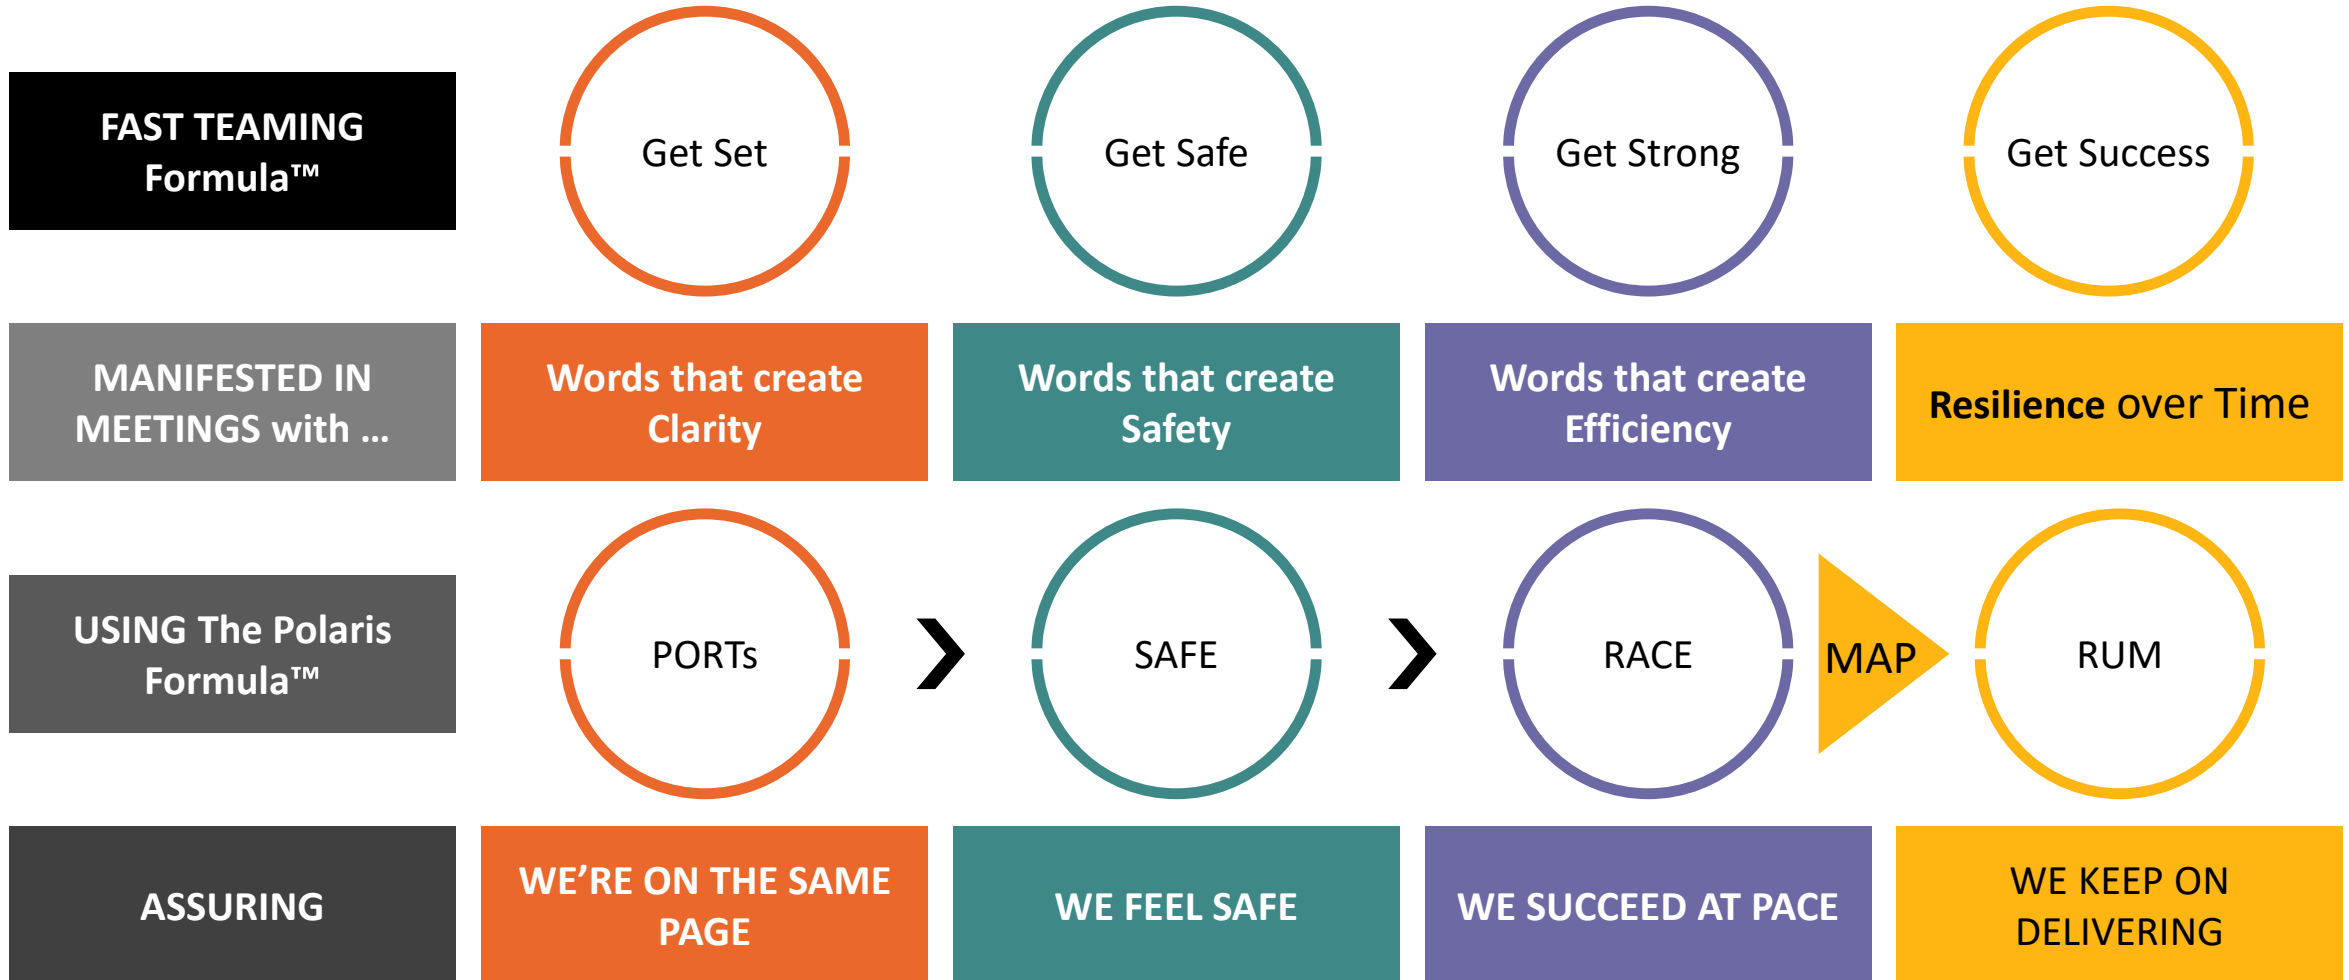 FAST TEAMING
Formula™
Get Set
Get Safe
Get Strong
Get Success
MANIFESTED IN
MEETINGS with ...
Words that create
Clarity
Words that create
Safety
Words that create
Efficiency
Resilience over Time
USING The Polaris
Formula™
PORTs
SAFE
RACE
MAP
RUM
ASSURING
WE’RE ON THE SAME
PAGE
WE FEEL SAFE
WE SUCCEED AT PACE
WE KEEP ON
DELIVERING